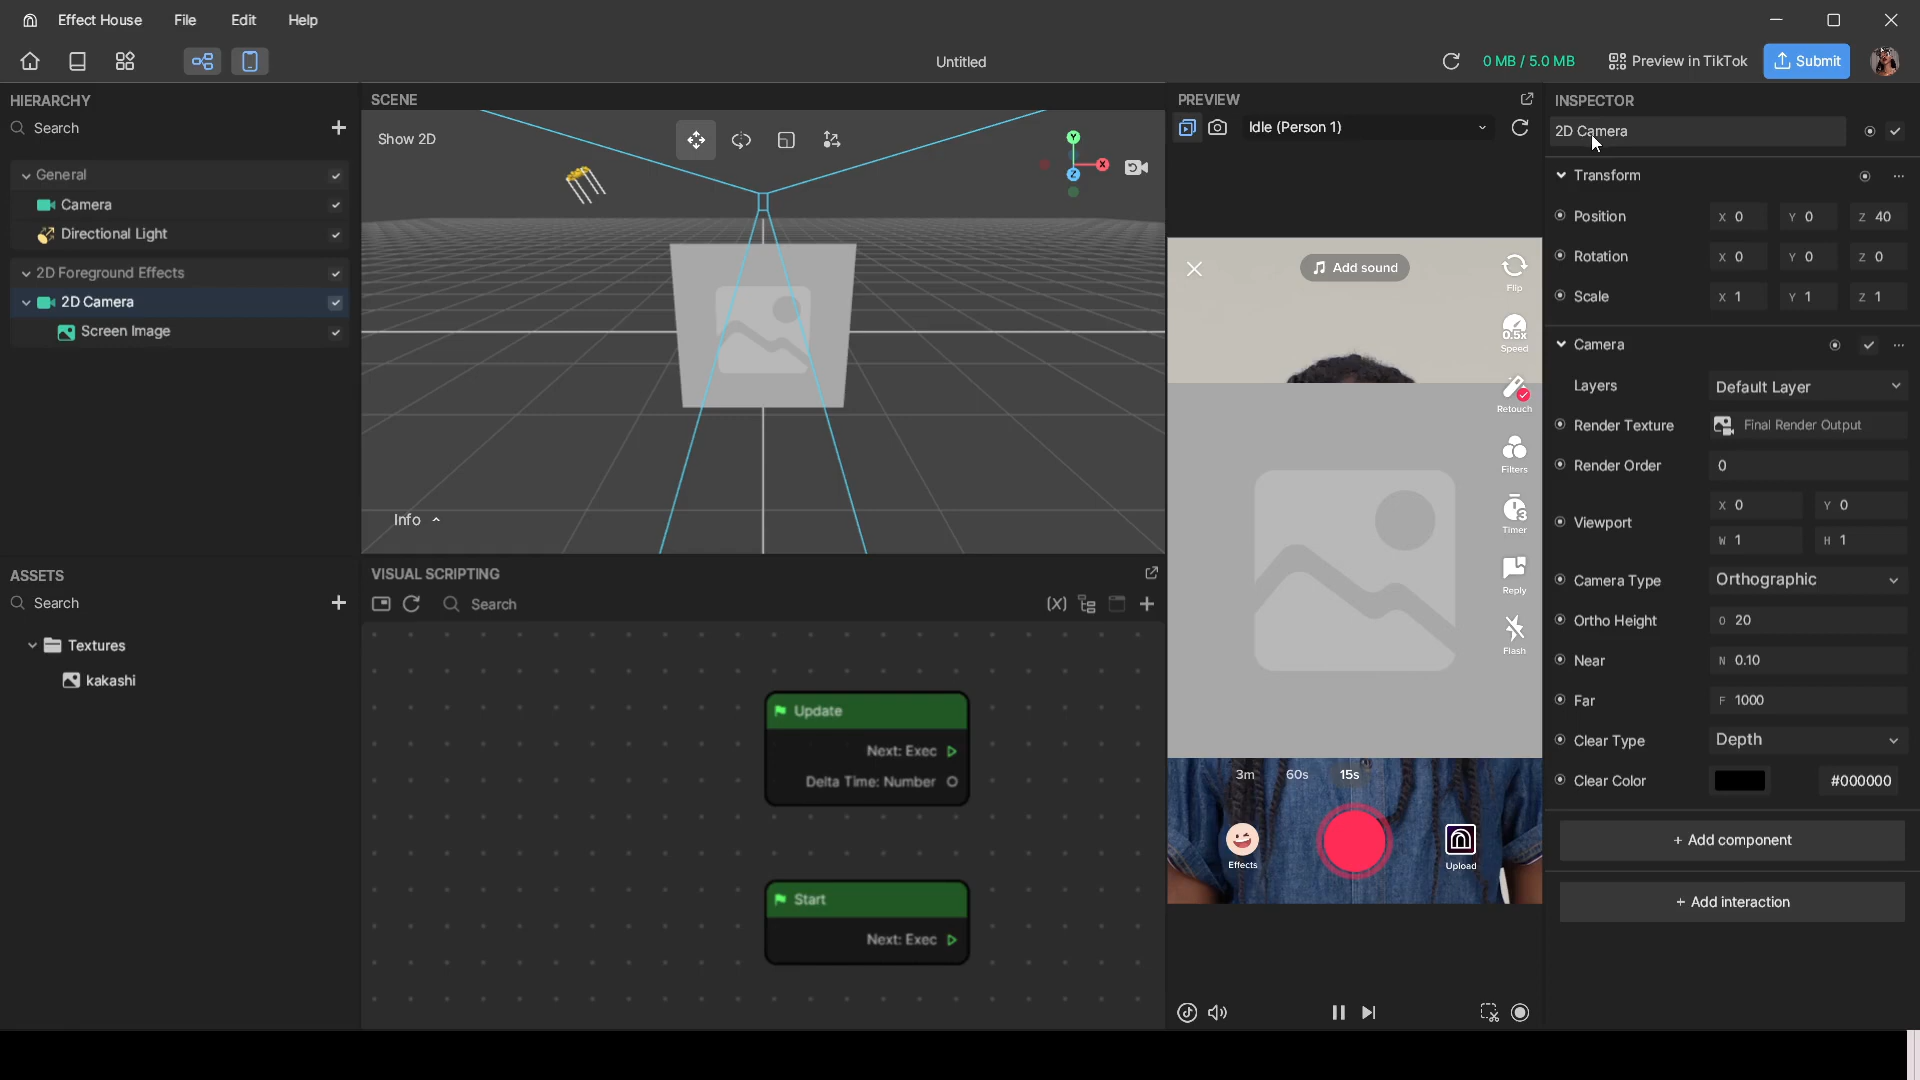 Effect House File Edit Help
Untitled
0 MB / 5.0 MB
Preview in TikTok
Submit
HIERARCHY
Search
General
Camera
Directional Light
2D Foreground Effects
2D Camera
Screen Image
ASSETS
Search
Textures
kakashi
SCENE
Show 2D
Y
X
Z
Info
VISUAL SCRIPTING
Search
(X)
Update
Next: Exec
Delta Time: Number
Start
Next: Exec
PREVIEW
Idle (Person 1)
Add sound
Flip
0.5x
Speed
Retouch
Filters
3
Timer
Reply
Flash
3m 60s 15s
Effects
Upload
INSPECTOR
2D Camera
Transform
Position X 0 Y 0 Z 40
Rotation X 0 Y 0 Z 0
Scale X 1 Y 1 Z 1
Camera
Layers Default Layer
Render Texture Final Render Output
Render Order 0
Viewport X 0 Y 0
W 1 H 1
Camera Type Orthographic
Ortho Height O 20
Near N 0.10
Far F 1000
Clear Type Depth
Clear Color #000000
+ Add component
+ Add interaction